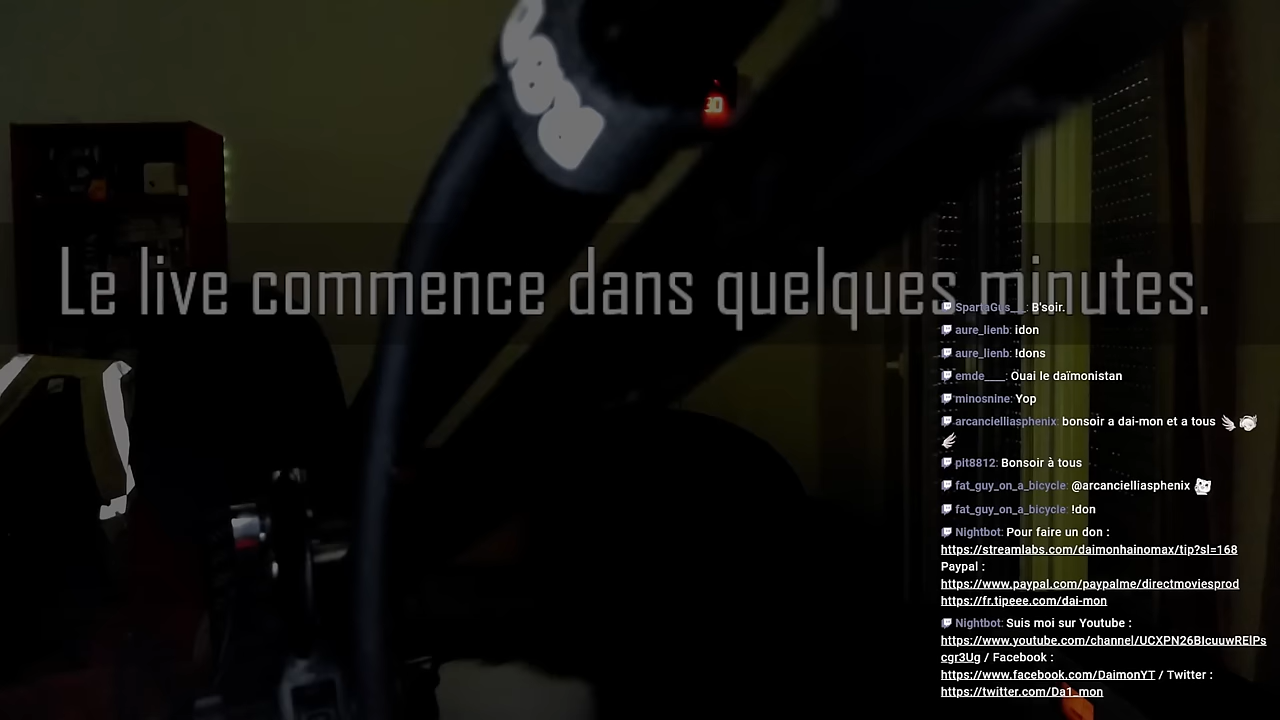 Le live commence dans quelques minutes.
SpartaGus__: B'soir.
aure_lienb: idon
aure_lienb: !dons
emde___: Ouai le daïmonistan
minosnine: Yop
arcancielliasphenix: bonsoir a dai-mon et a tous
pit8812: Bonsoir à tous
fat_guy_on_a_bicycle: @arcancielliasphenix
fat_guy_on_a_bicycle: !don
Nightbot: Pour faire un don :
https://streamlabs.com/daimonhainomax/tip?sl=168
Paypal :
https://www.paypal.com/paypalme/directmoviesprod
https://fr.tipeee.com/dai-mon
Nightbot: Suis moi sur Youtube :
https://www.youtube.com/channel/UCXPN26BIcuuwRElPs
cgr3Ug / Facebook :
https://www.facebook.com/DaimonYT / Twitter :
https://twitter.com/Da1_mon